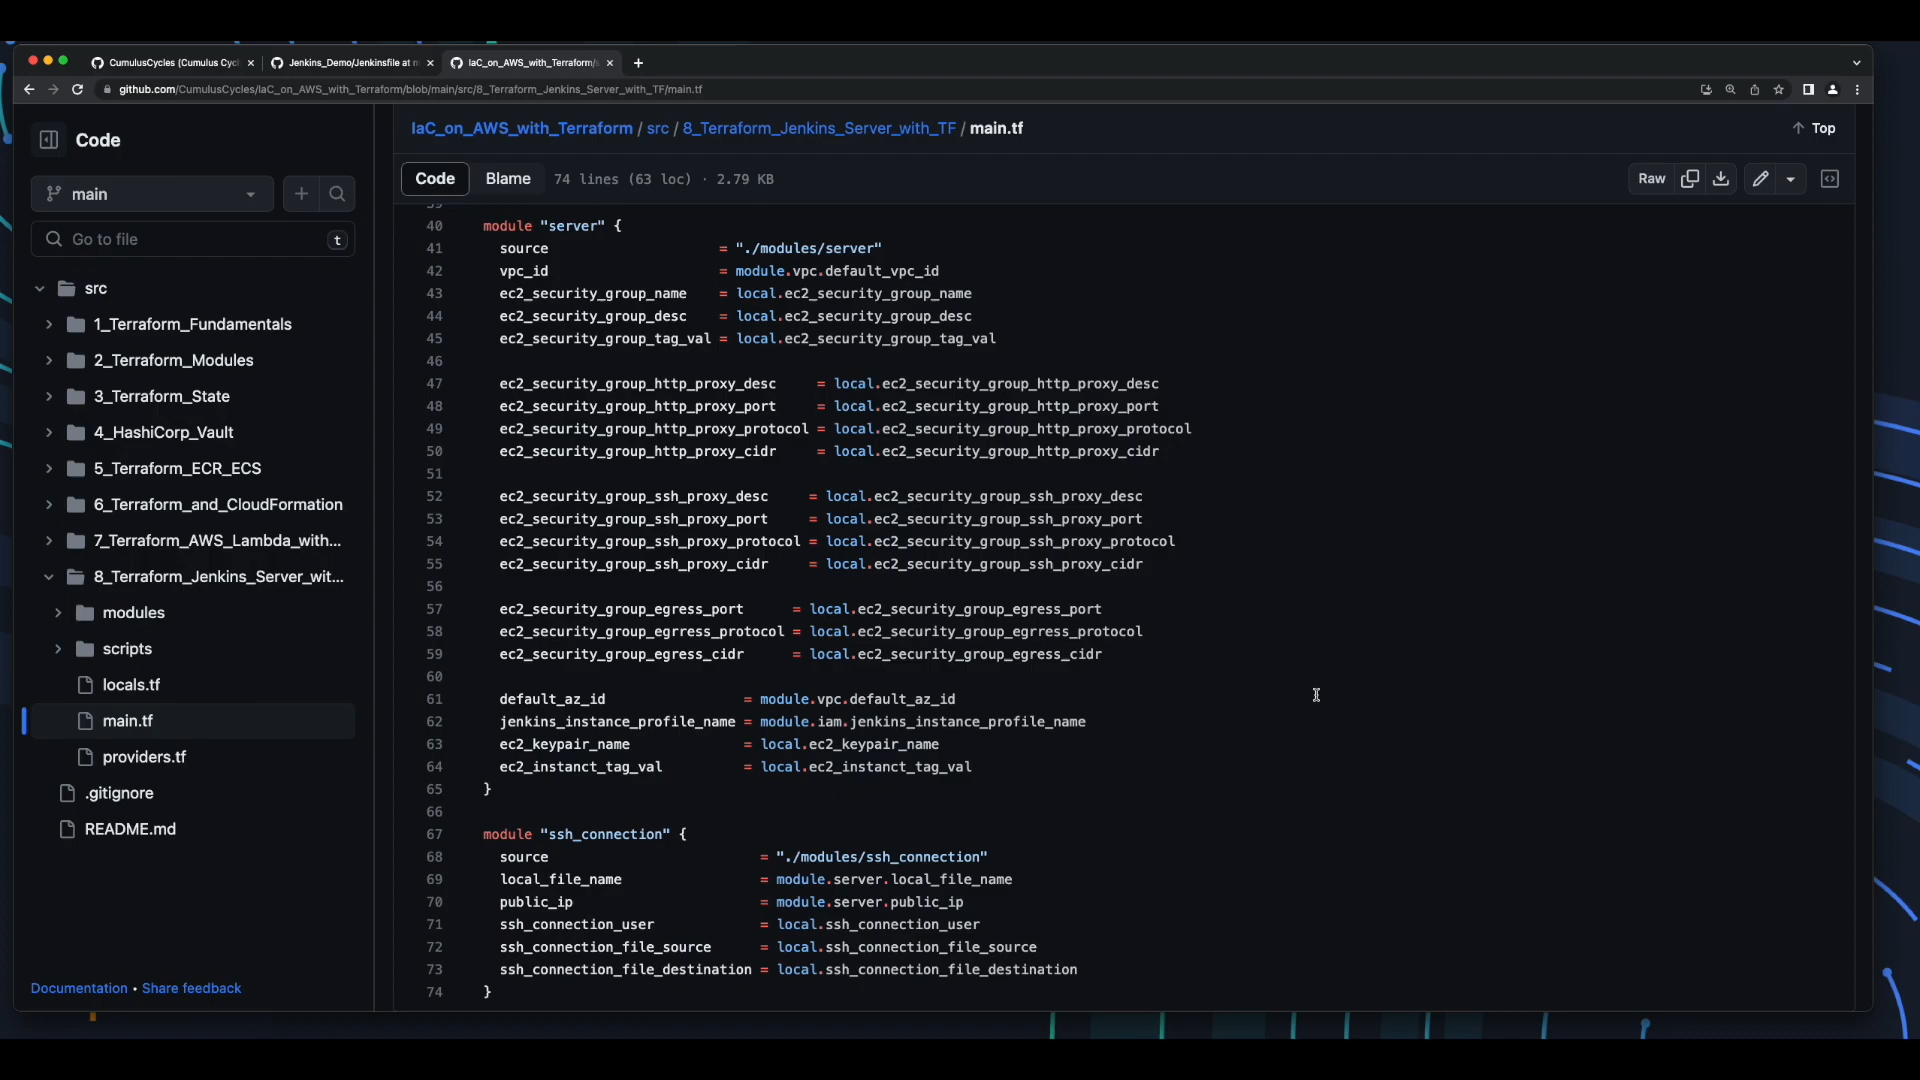 CumulusCycles (Cumulus Cyc
Jenkins_Demo/Jenkinsfile at m
IaC_on_AWS_with_Terraform/s
github.com/CumulusCycles/IaC_on_AWS_with_Terraform/blob/main/src/8_Terraform_Jenkins_Server_with_TF/main.tf
Code
main
Go to file
t
src
1_Terraform_Fundamentals
2_Terraform_Modules
3_Terraform_State
4_HashiCorp_Vault
5_Terraform_ECR_ECS
6_Terraform_and_CloudFormation
7_Terraform_AWS_Lambda_with...
8_Terraform_Jenkins_Server_wit...
modules
scripts
locals.tf
main.tf
providers.tf
.gitignore
README.md
Documentation • Share feedback
IaC_on_AWS_with_Terraform / src / 8_Terraform_Jenkins_Server_with_TF / main.tf
Top
Code Blame 74 lines (63 loc) · 2.79 KB
Raw
39
40 module "server" {
41 source = "./modules/server"
42 vpc_id = module.vpc.default_vpc_id
43 ec2_security_group_name = local.ec2_security_group_name
44 ec2_security_group_desc = local.ec2_security_group_desc
45 ec2_security_group_tag_val = local.ec2_security_group_tag_val
46
47 ec2_security_group_http_proxy_desc = local.ec2_security_group_http_proxy_desc
48 ec2_security_group_http_proxy_port = local.ec2_security_group_http_proxy_port
49 ec2_security_group_http_proxy_protocol = local.ec2_security_group_http_proxy_protocol
50 ec2_security_group_http_proxy_cidr = local.ec2_security_group_http_proxy_cidr
51
52 ec2_security_group_ssh_proxy_desc = local.ec2_security_group_ssh_proxy_desc
53 ec2_security_group_ssh_proxy_port = local.ec2_security_group_ssh_proxy_port
54 ec2_security_group_ssh_proxy_protocol = local.ec2_security_group_ssh_proxy_protocol
55 ec2_security_group_ssh_proxy_cidr = local.ec2_security_group_ssh_proxy_cidr
56
57 ec2_security_group_egress_port = local.ec2_security_group_egress_port
58 ec2_security_group_egrress_protocol = local.ec2_security_group_egrress_protocol
59 ec2_security_group_egress_cidr = local.ec2_security_group_egress_cidr
60
61 default_az_id = module.vpc.default_az_id
62 jenkins_instance_profile_name = module.iam.jenkins_instance_profile_name
63 ec2_keypair_name = local.ec2_keypair_name
64 ec2_instanct_tag_val = local.ec2_instanct_tag_val
65 }
66
67 module "ssh_connection" {
68 source = "./modules/ssh_connection"
69 local_file_name = module.server.local_file_name
70 public_ip = module.server.public_ip
71 ssh_connection_user = local.ssh_connection_user
72 ssh_connection_file_source = local.ssh_connection_file_source
73 ssh_connection_file_destination = local.ssh_connection_file_destination
74 }